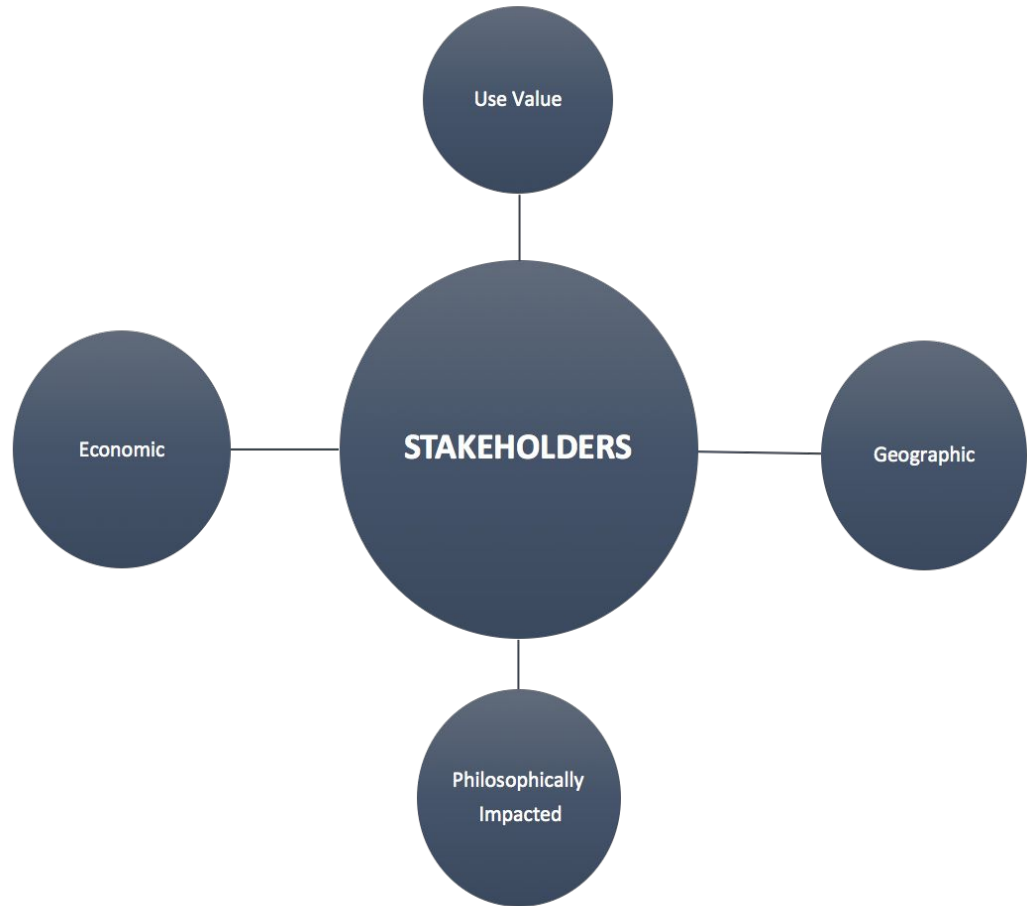 Use Value
Economic
STAKEHOLDERS
Geographic
Philosophically
Impacted